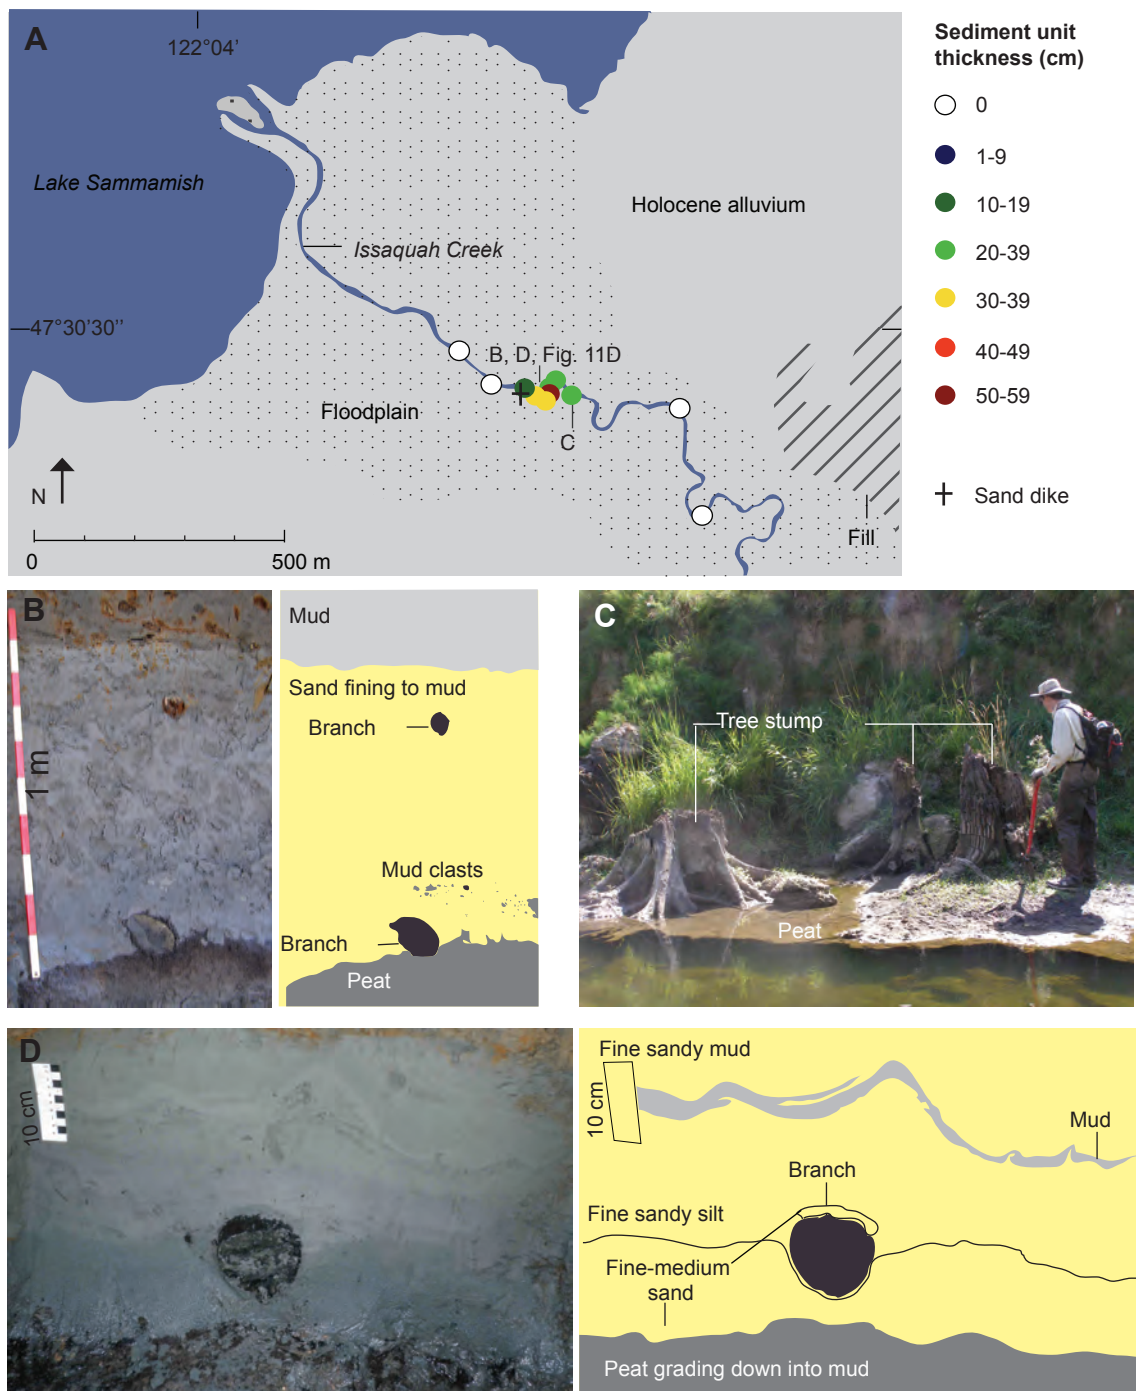 A
122°04'
Lake Sammamish
Issaquah Creek
Holocene alluvium
47°30'30''
B, D, Fig. 11D
Floodplain
C
N
Fill
0
500 m
Sediment unit
thickness (cm)
0
1-9
10-19
20-39
30-39
40-49
50-59
Sand dike
B
1 m
Mud
Sand fining to mud
Branch
Mud clasts
Branch
Peat
C
Tree stump
Peat
D
10 cm
Fine sandy mud
10 cm
Mud
Branch
Fine sandy silt
Fine-medium
sand
Peat grading down into mud